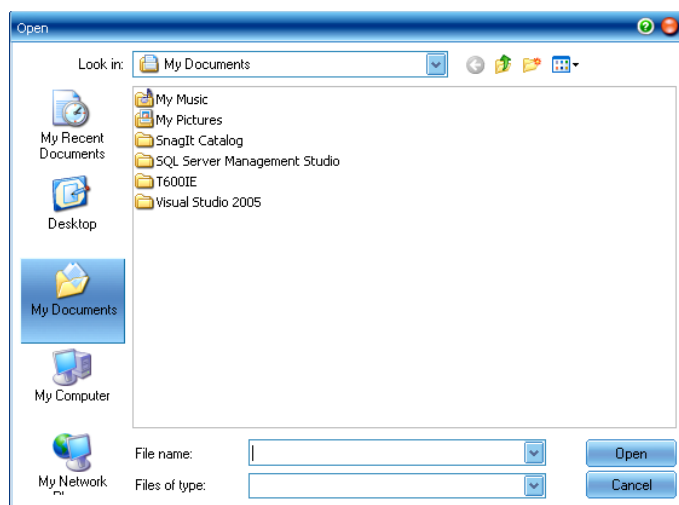 Open
Look in: My Documents
My Recent
Documents
Desktop
My Documents
My Computer
My Network
My Music
My Pictures
SnagIt Catalog
SQL Server Management Studio
T600IE
Visual Studio 2005
File name:
Open
Files of type:
Cancel